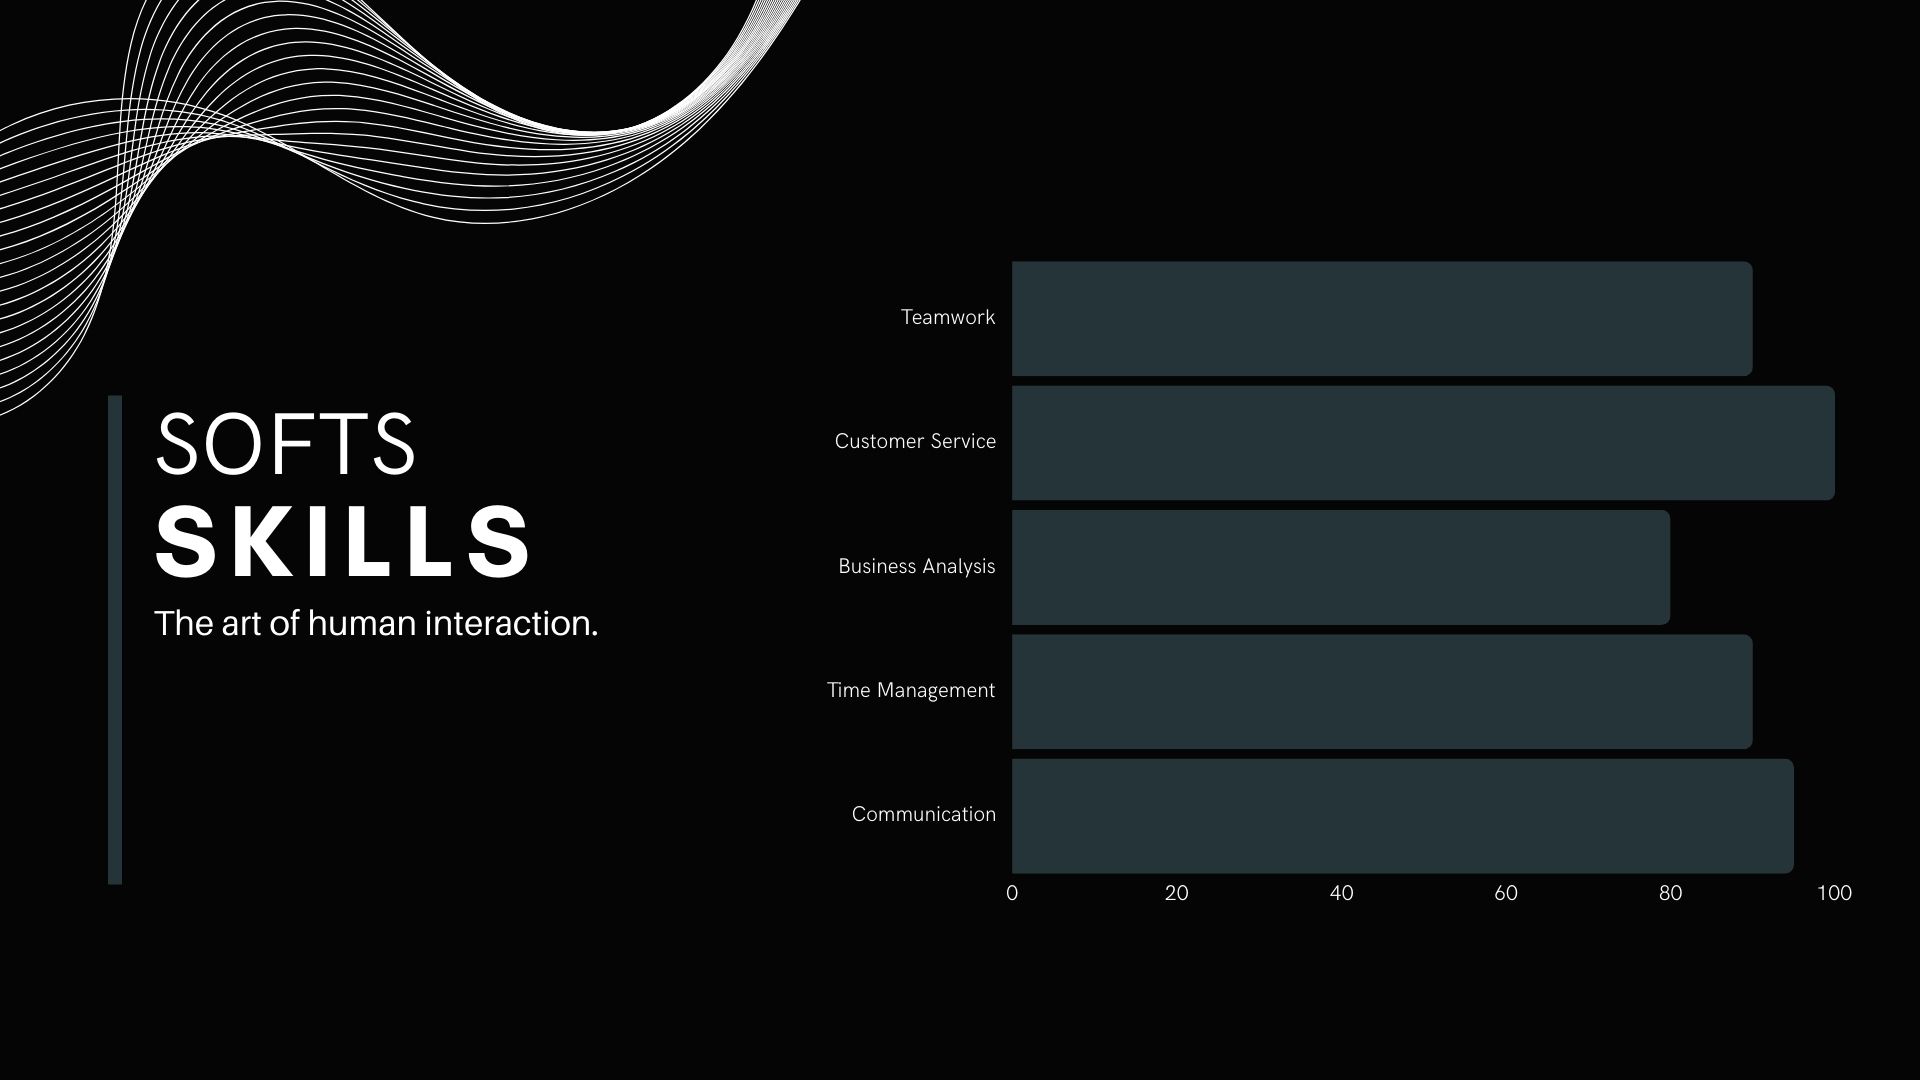 SOFTS
SKILLS
The art of human interaction.
Teamwork
Customer Service
Business Analysis
Time Management
Communication
0 20 40 60 80 100